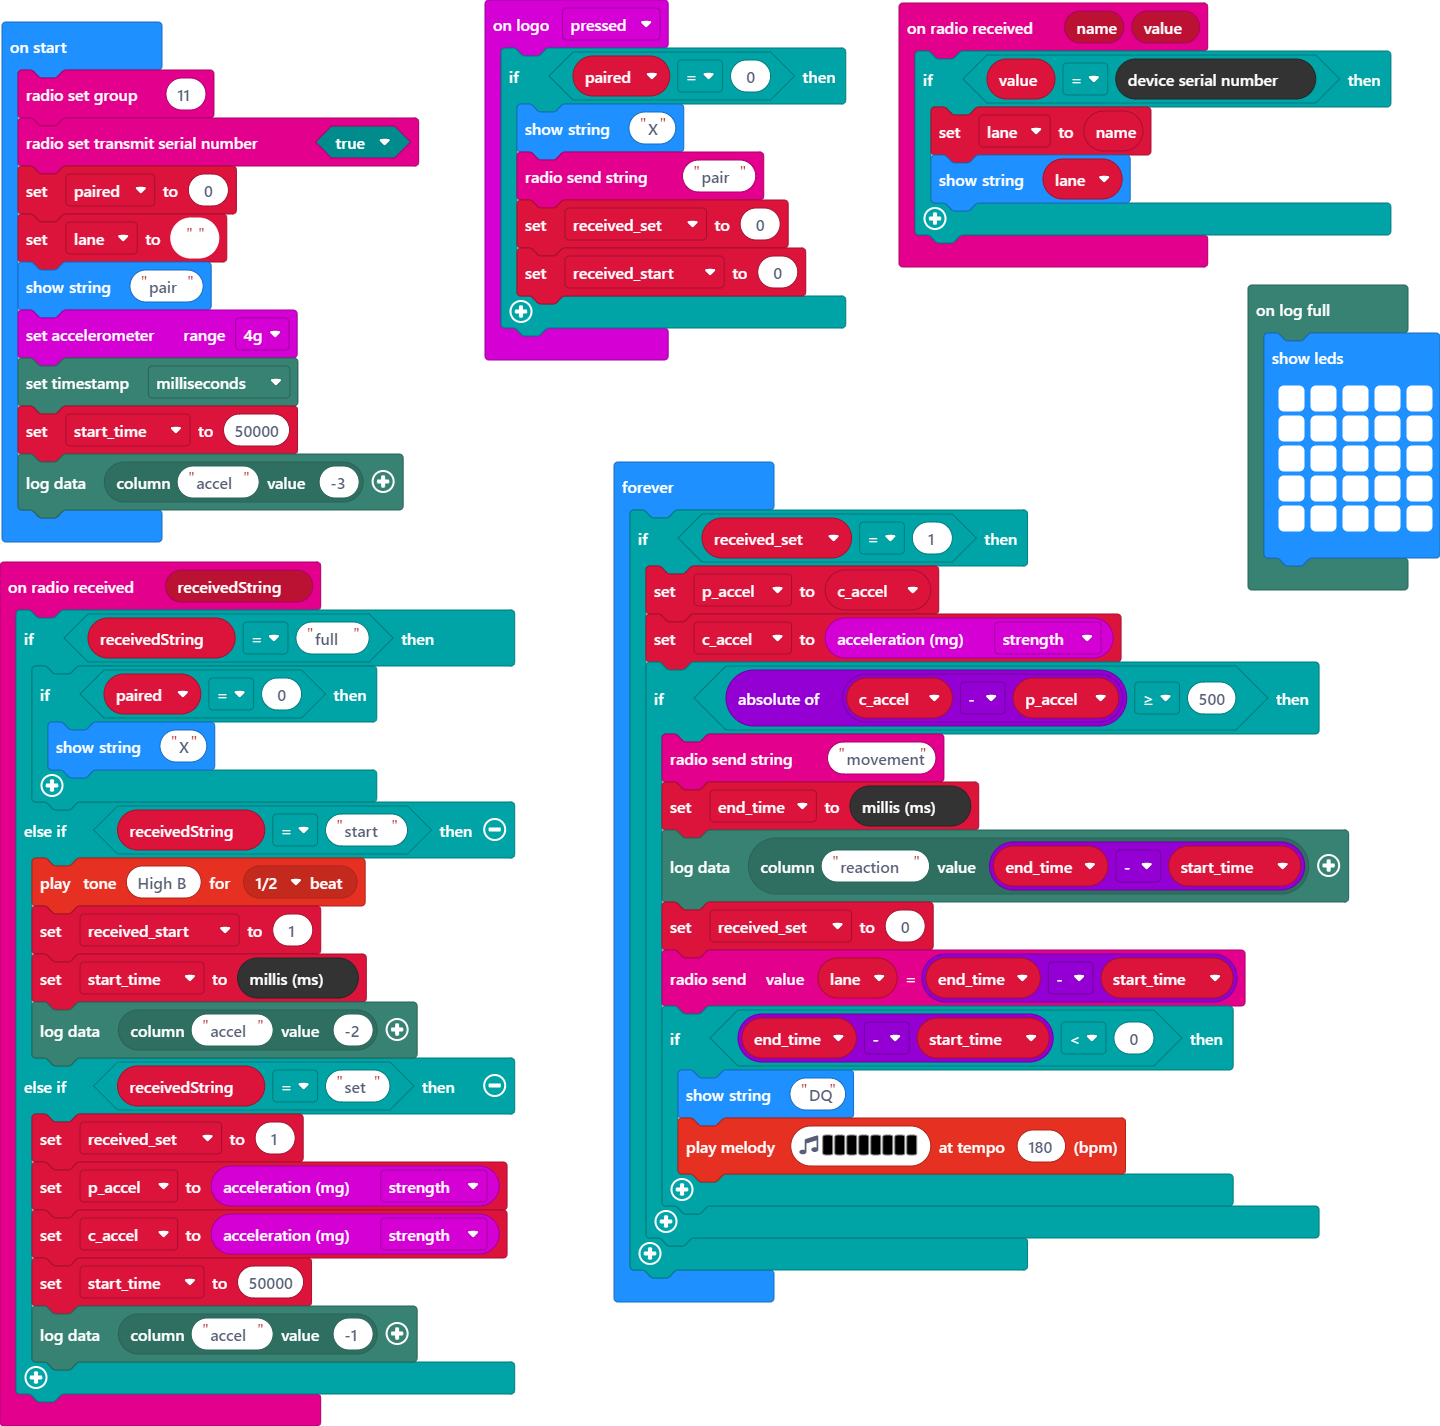 on start
radio set group 11
radio set transmit serial number true
set paired to 0
set lane to " "
show string "pair"
set accelerometer range 4g
set timestamp milliseconds
set start_time to 50000
log data column "accel" value -3
on logo pressed
if paired = 0 then
show string "X"
radio send string "pair"
set received_set to 0
set received_start to 0
on radio received name value
if value = device serial number then
set lane to name
show string lane
on log full
show leds
on radio received receivedString
if receivedString = "full" then
if paired = 0 then
show string "X"
else if receivedString = "start" then
play tone High B for 1/2 beat
set received_start to 1
set start_time to millis (ms)
log data column "accel" value -2
else if receivedString = "set" then
set received_set to 1
set p_accel to acceleration (mg) strength
set c_accel to acceleration (mg) strength
set start_time to 50000
log data column "accel" value -1
forever
if received_set = 1 then
set p_accel to c_accel
set c_accel to acceleration (mg) strength
if absolute of c_accel - p_accel ≥ 500 then
radio send string "movement"
set end_time to millis (ms)
log data column "reaction" value end_time - start_time
set received_set to 0
radio send value lane = end_time - start_time
if end_time - start_time < 0 then
show string "DQ"
play melody at tempo 180 (bpm)